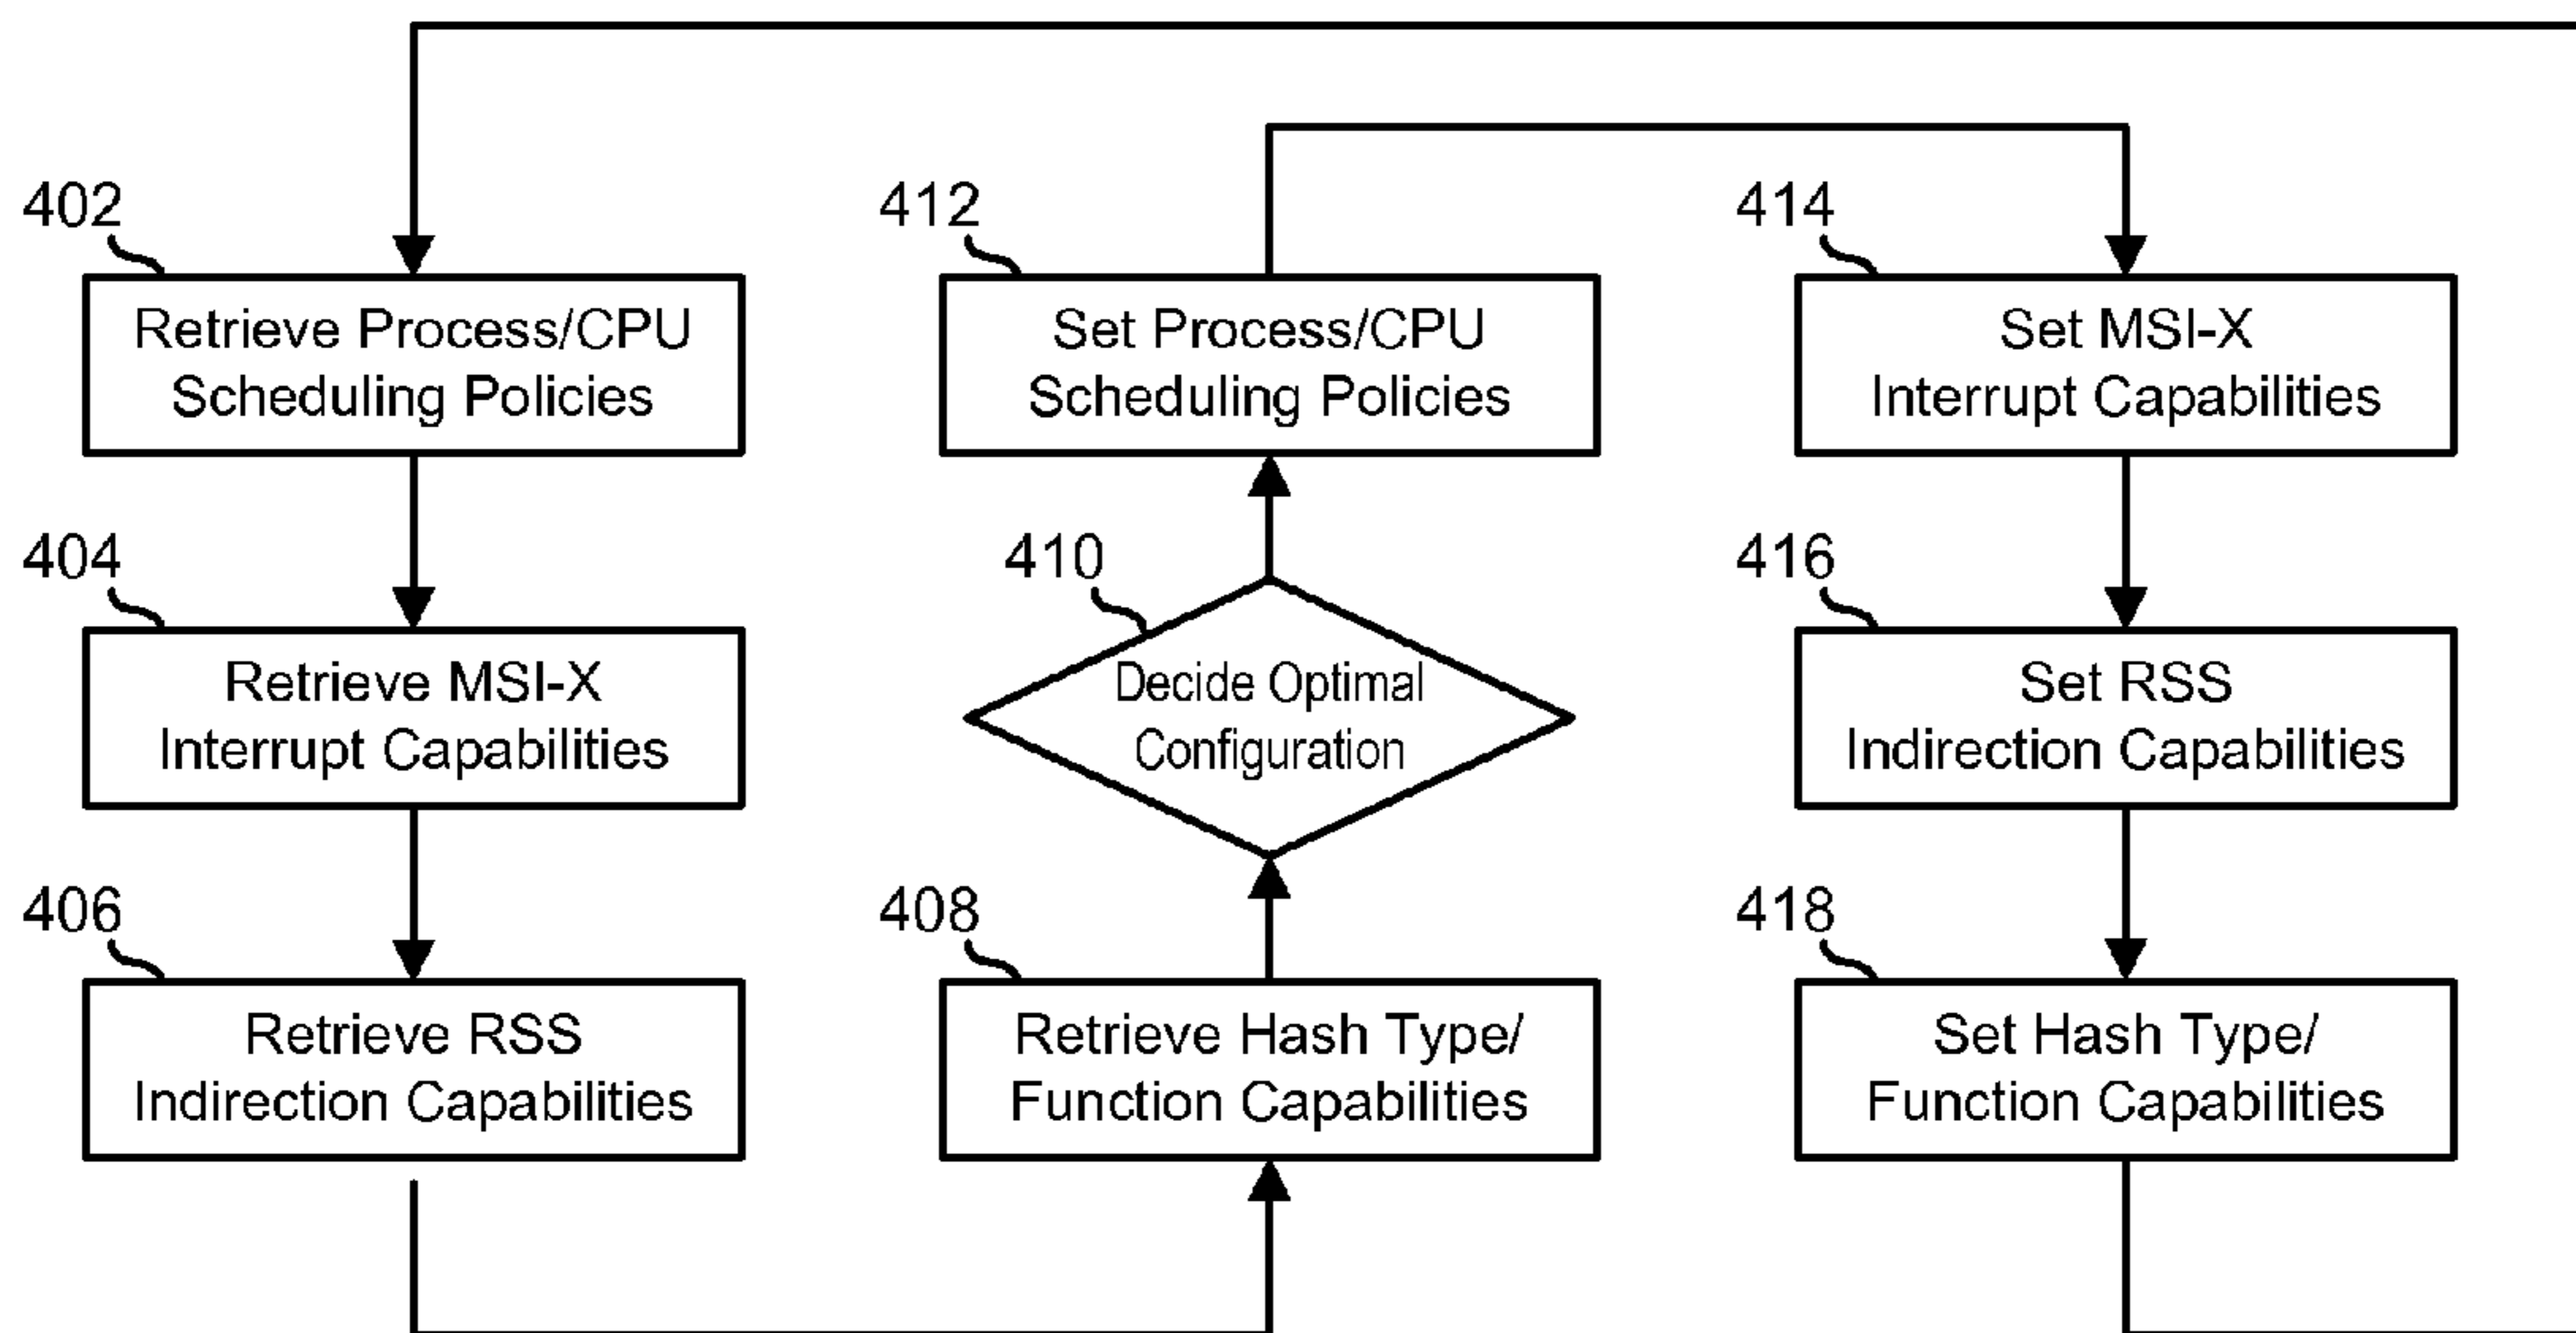 402
Retrieve Process/CPU
Scheduling Policies
404
Retrieve MSI-X
Interrupt Capabilities
406
Retrieve RSS
Indirection Capabilities
408
Retrieve Hash Type/
Function Capabilities
410
Decide Optimal
Configuration
412
Set Process/CPU
Scheduling Policies
414
Set MSI-X
Interrupt Capabilities
416
Set RSS
Indirection Capabilities
418
Set Hash Type/
Function Capabilities